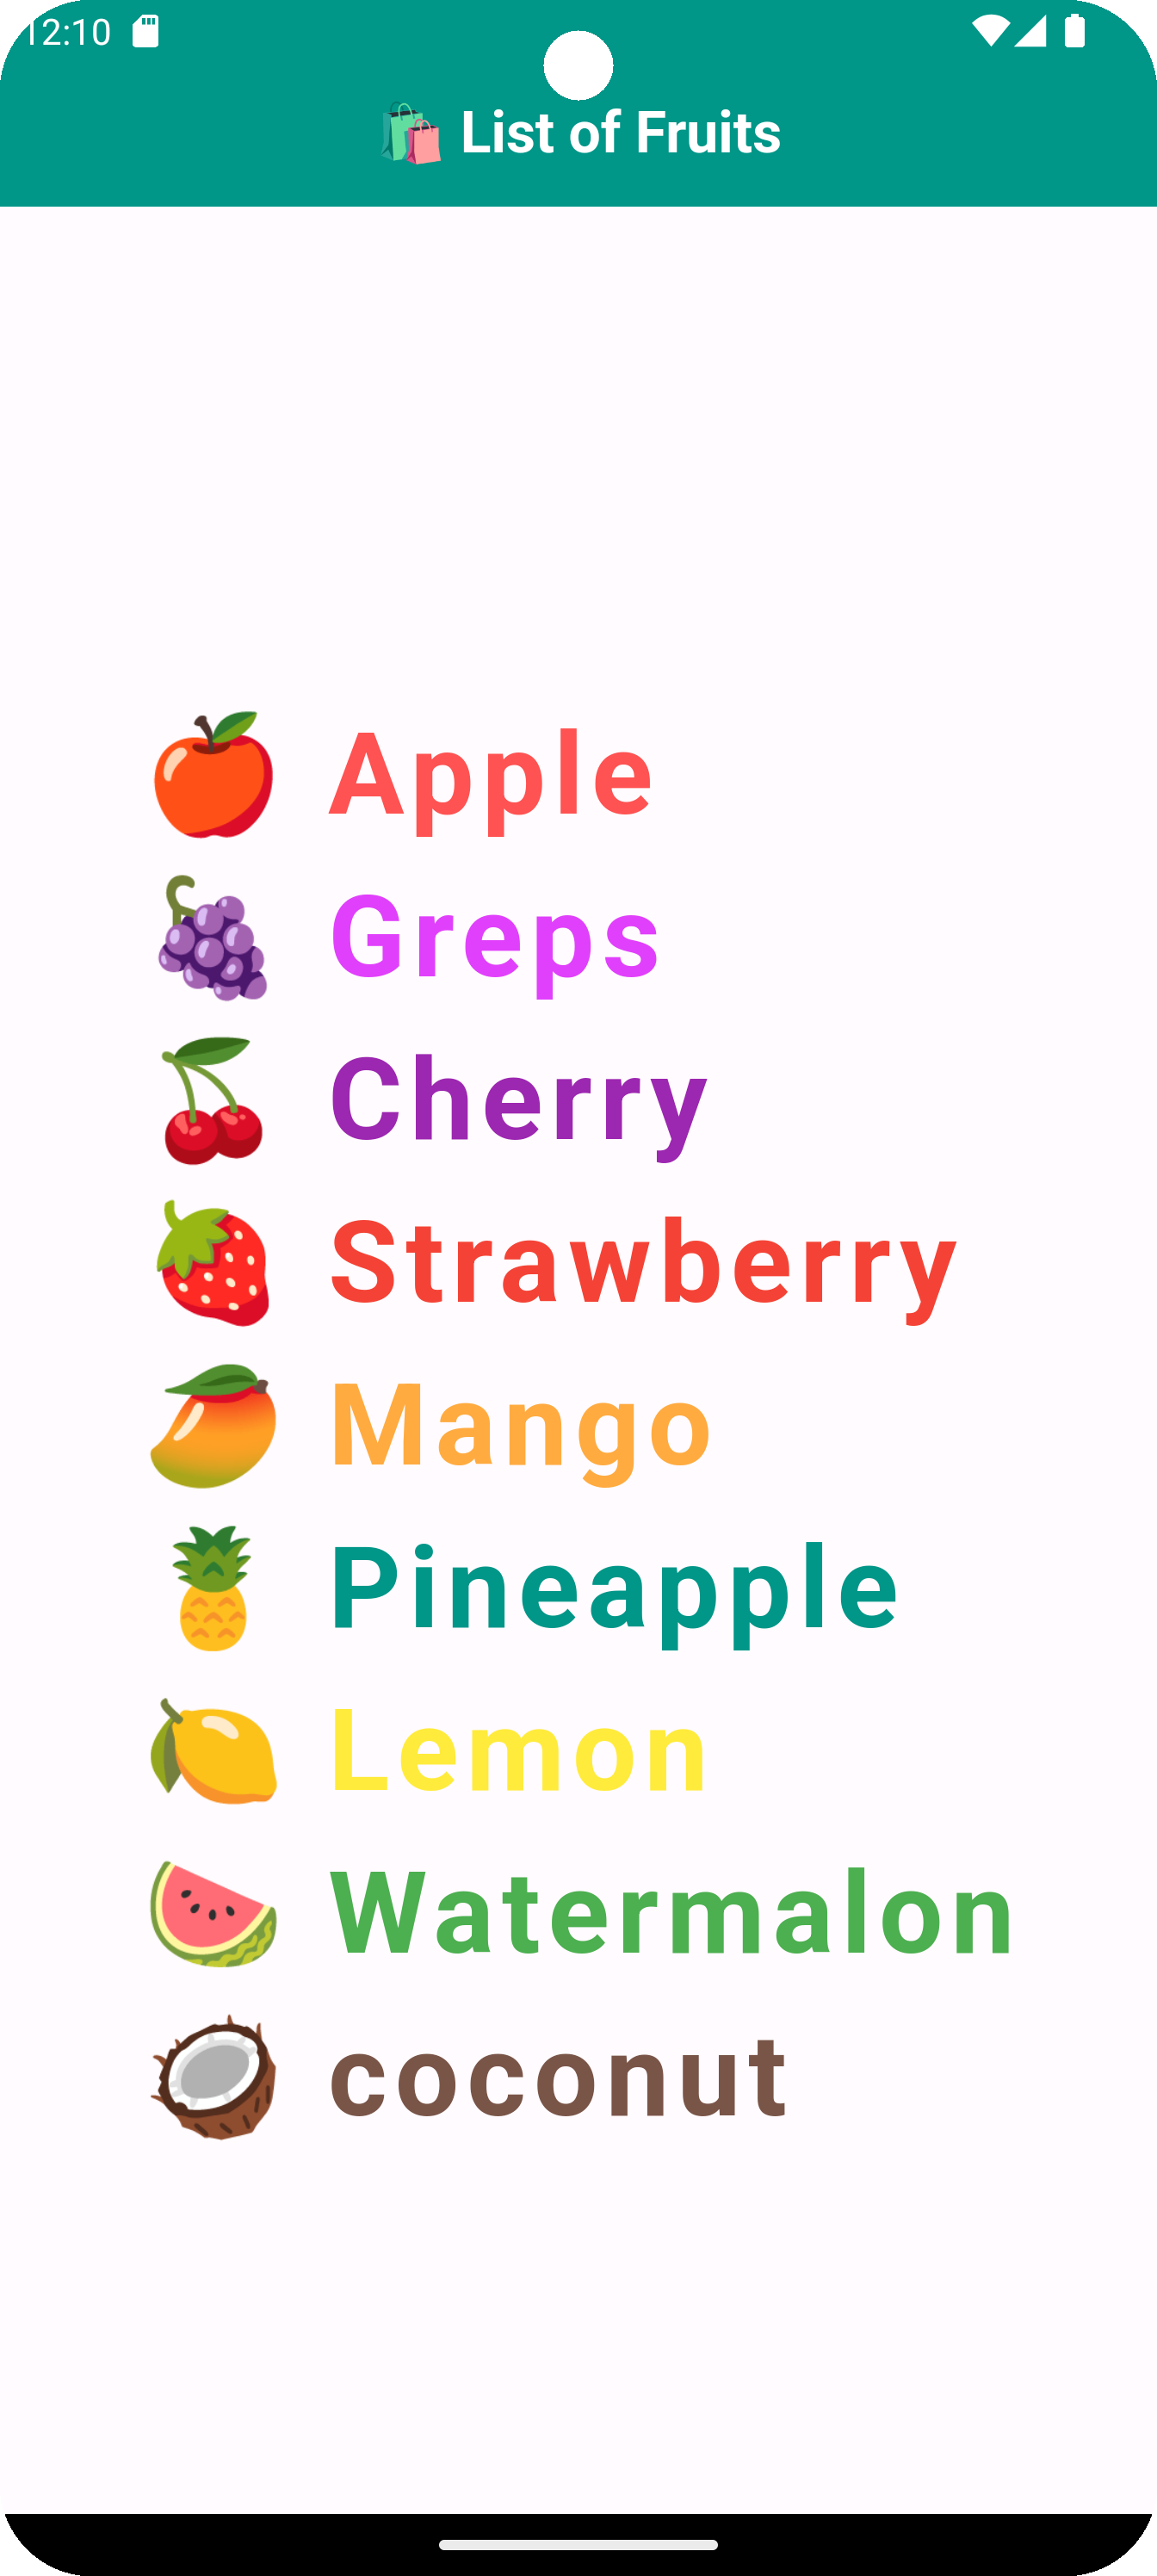 12:10
List of Fruits
Apple
Greps
Cherry
Strawberry
Mango
Pineapple
Lemon
Watermalon
coconut